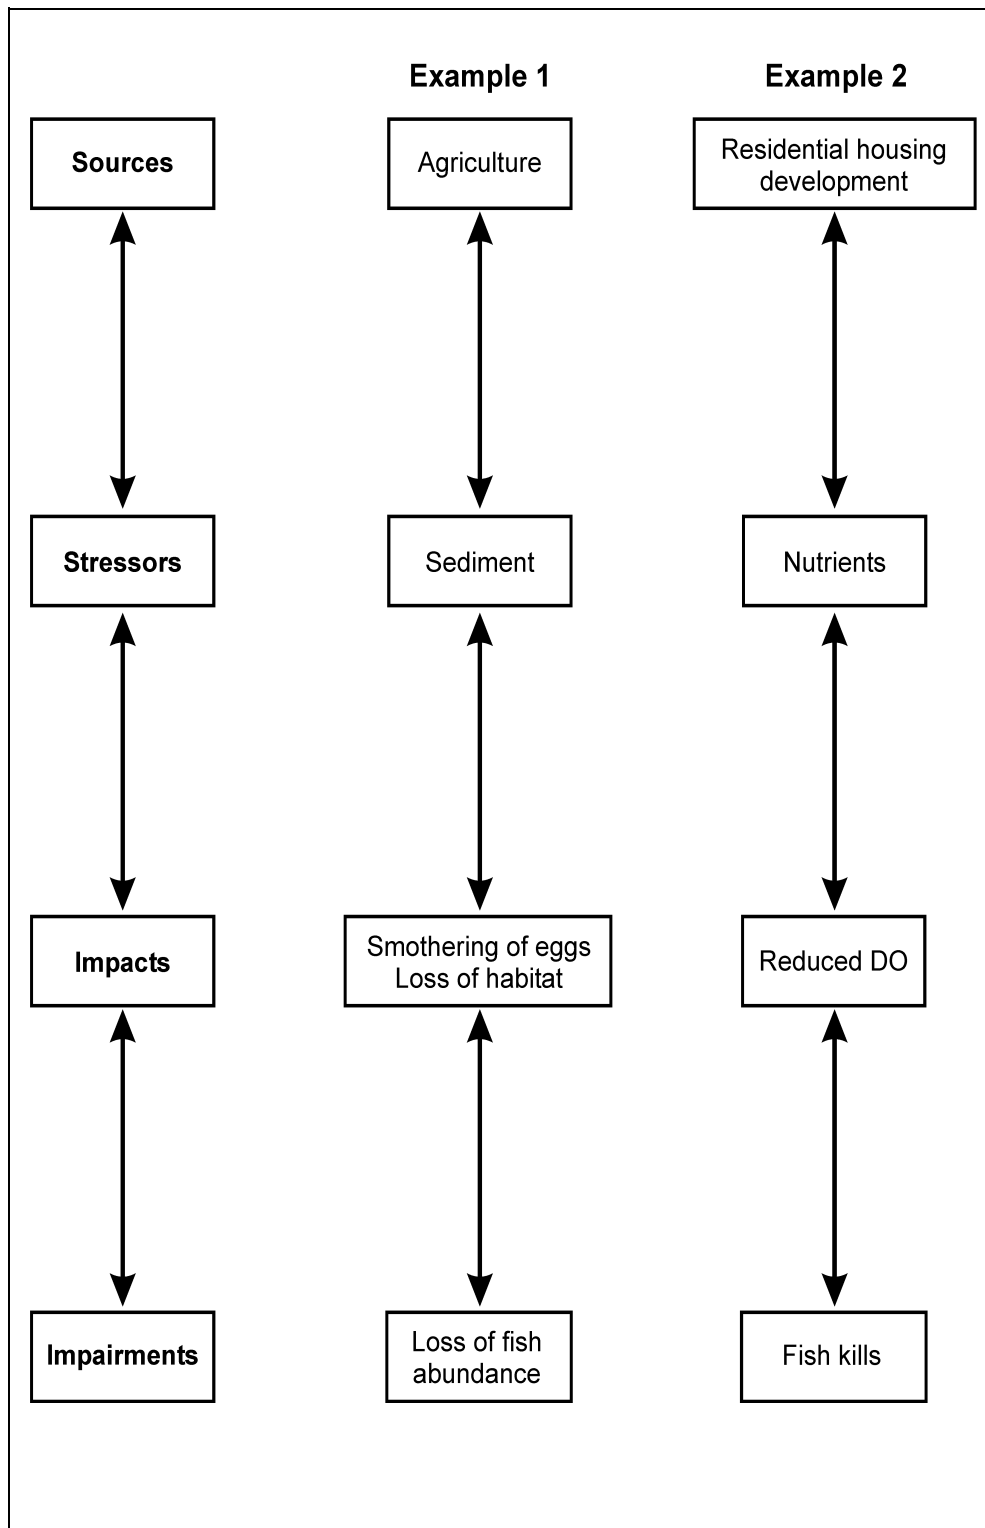 Example 1
Example 2
Sources
Agriculture
Residential housing
development
Stressors
Sediment
Nutrients
Impacts
Smothering of eggs
Loss of habitat
Reduced DO
Impairments
Loss of fish
abundance
Fish kills